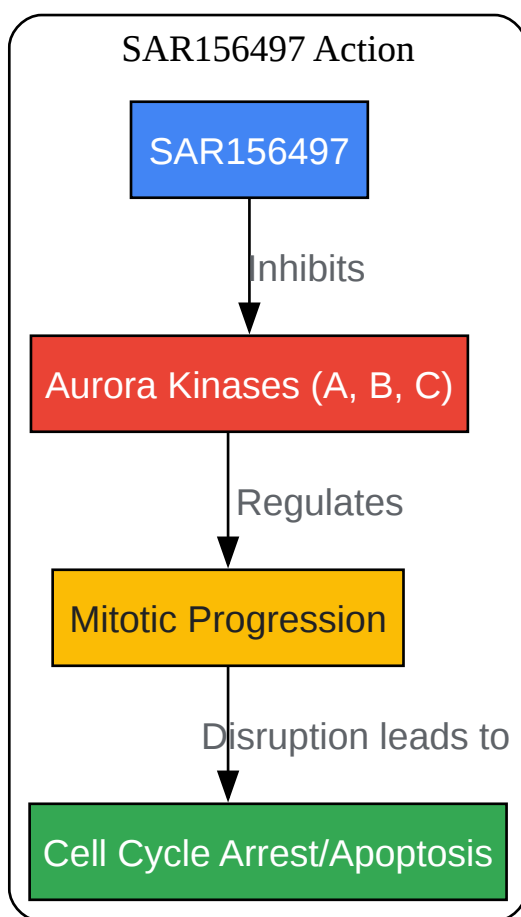 SAR156497 Action
SAR156497
Inhibits
Aurora Kinases (A, B, C)
Regulates
Mitotic Progression
Disruption leads to
Cell Cycle Arrest/Apoptosis